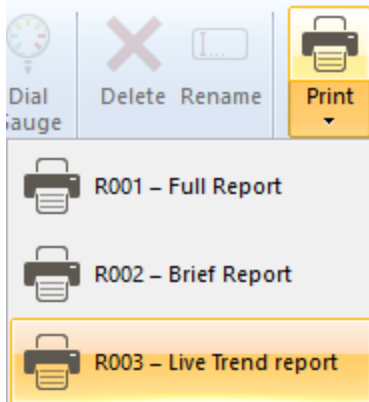 Dial
Gauge
Delete
Rename
Print
R001 – Full Report
R002 – Brief Report
R003 – Live Trend report